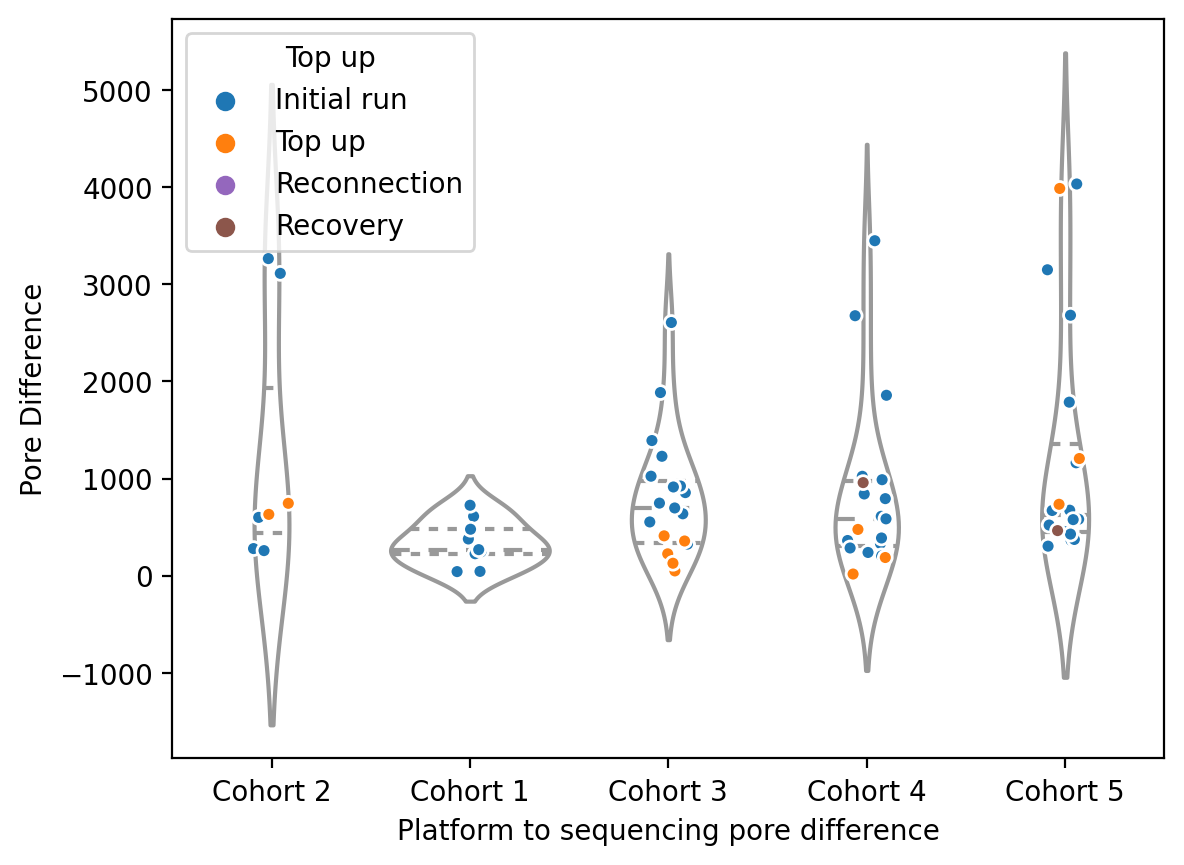 Top up
Initial run
Top up
Reconnection
Recovery
5000
4000
3000
2000
1000
0
−1000
Pore Difference
Cohort 2
Cohort 1
Cohort 3
Cohort 4
Cohort 5
Platform to sequencing pore difference